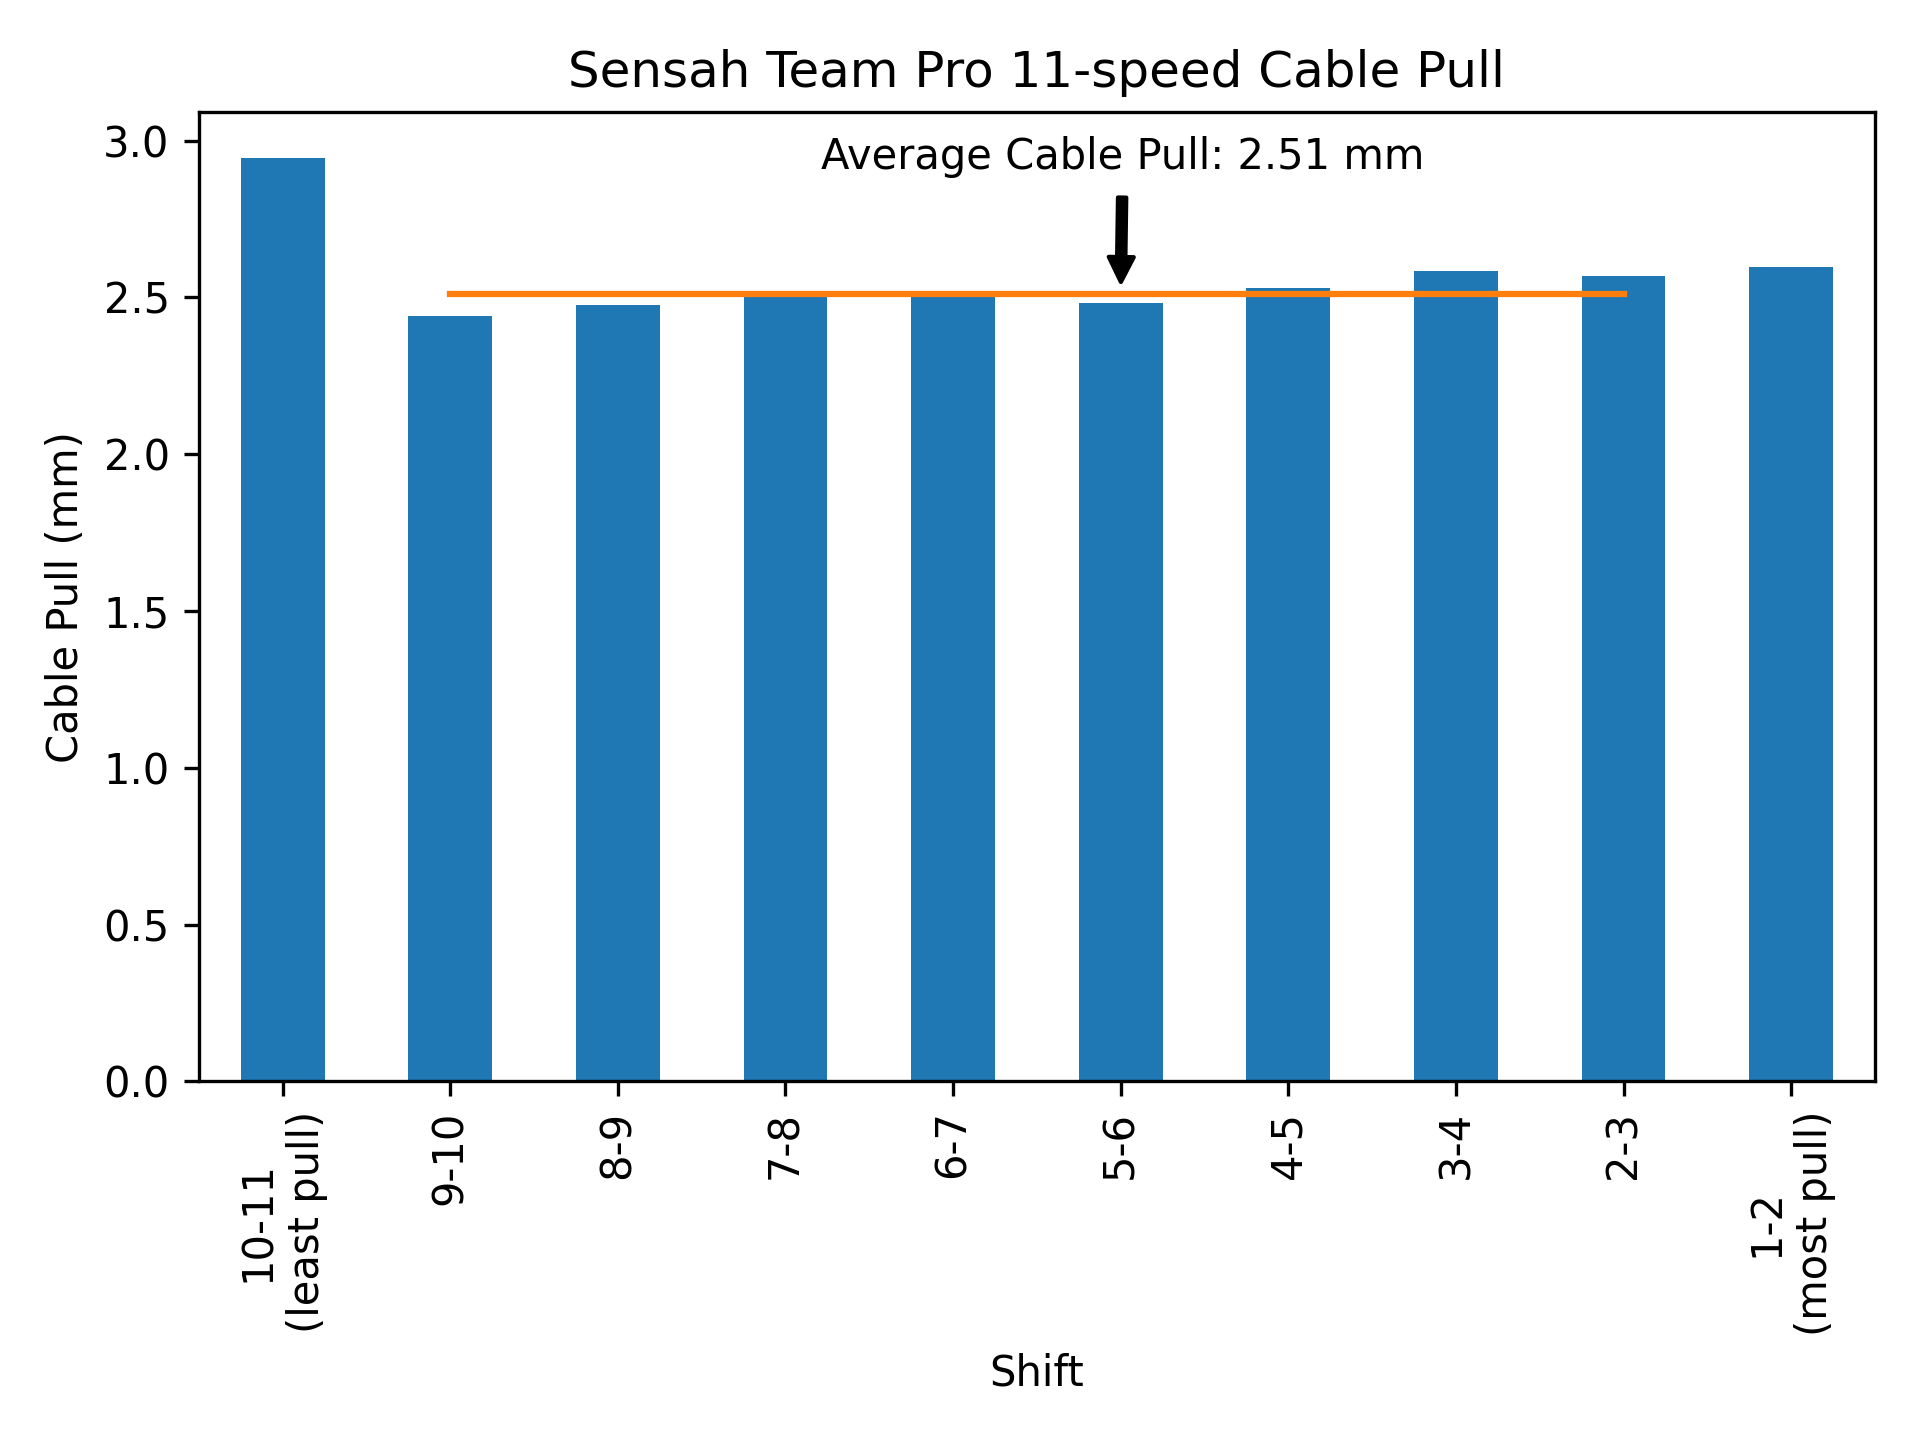 Sensah Team Pro 11-speed Cable Pull
Average Cable Pull: 2.51 mm
Cable Pull (mm)
3.0
2.5
2.0
1.5
1.0
0.5
0.0
10-11
(least pull)
9-10
8-9
7-8
6-7
5-6
4-5
3-4
2-3
1-2
(most pull)
Shift